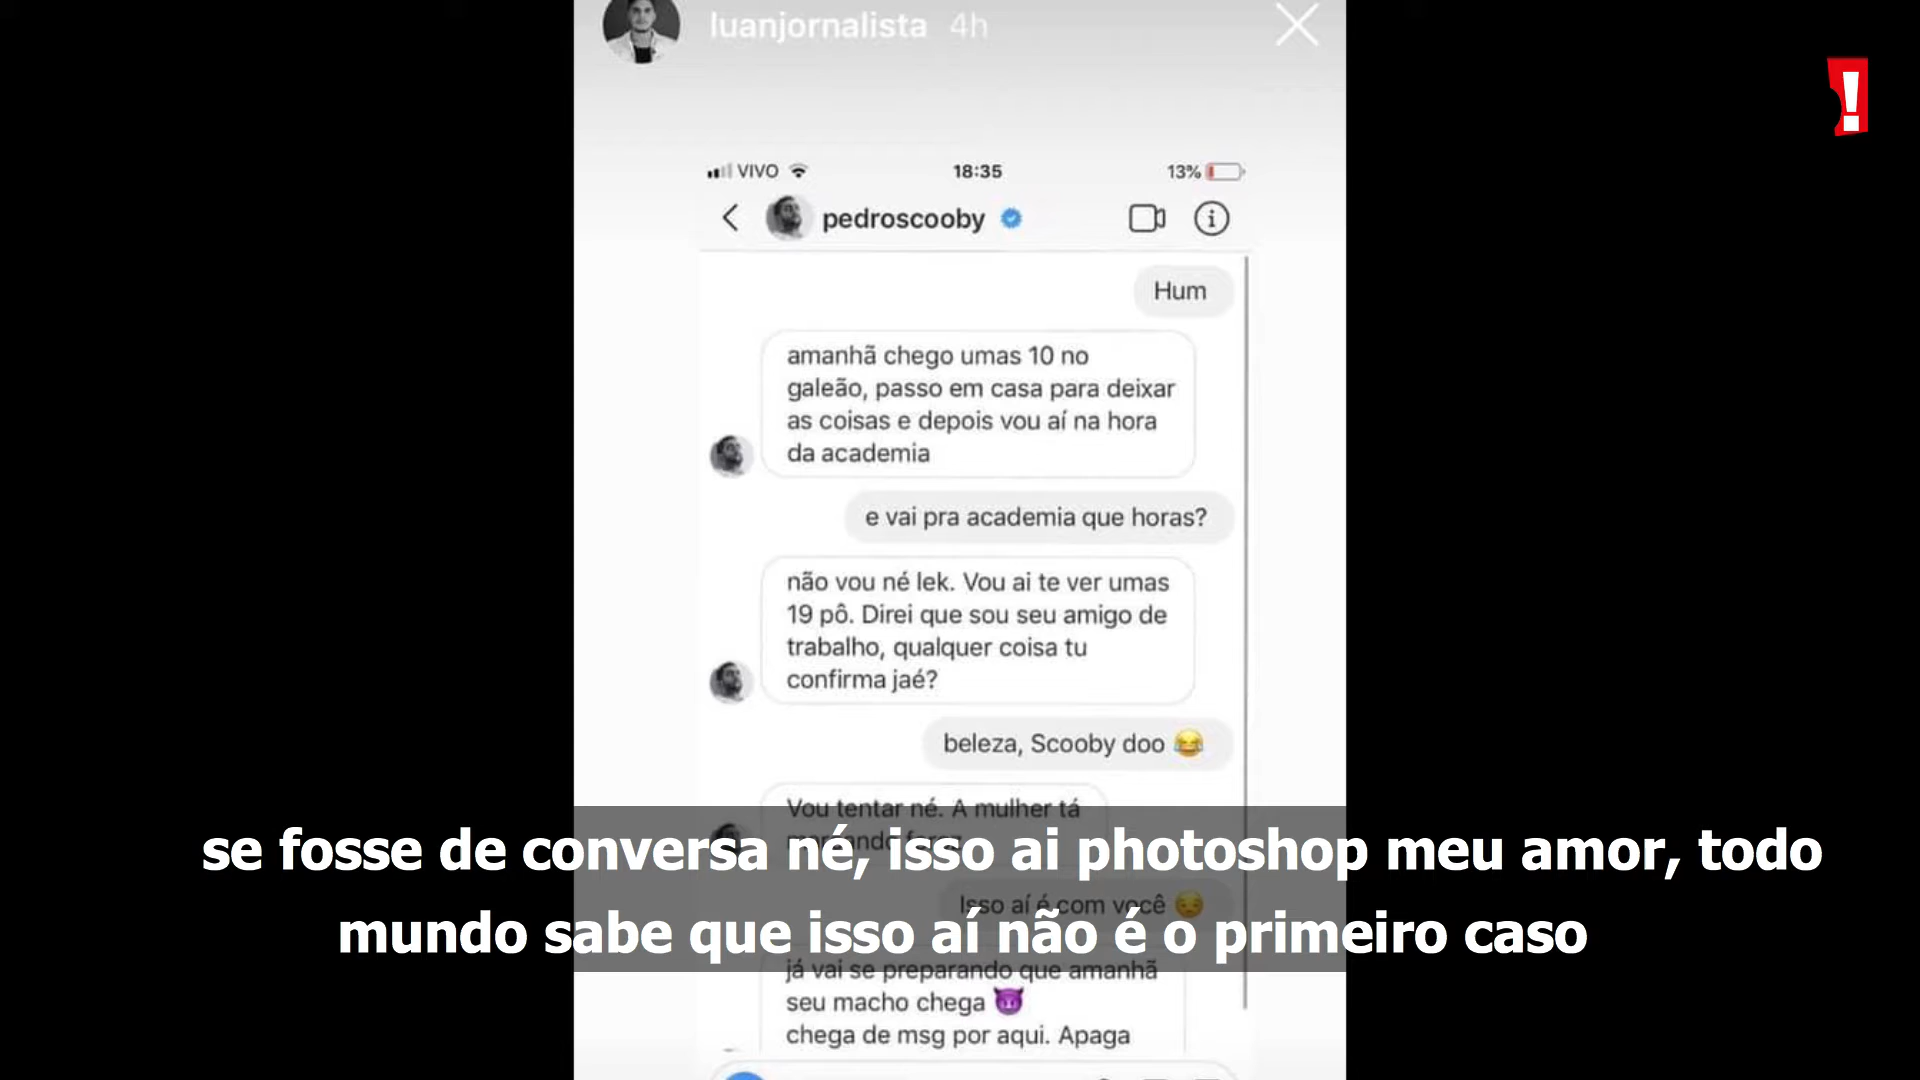 luanjornalista 4h
VIVO 18:35 13%
pedroscooby
Hum
amanhã chego umas 10 no
galeão, passo em casa para deixar
as coisas e depois vou aí na hora
da academia
e vai pra academia que horas?
não vou né lek. Vou ai te ver umas
19 pô. Direi que sou seu amigo de
trabalho, qualquer coisa tu
confirma jaé?
beleza, Scooby doo 😂
Vou tentar né. A mulher tá
se fosse de conversa né, isso ai photoshop meu amor, todo
Isso aí é com você 😔
mundo sabe que isso aí não é o primeiro caso
já vai se preparando que amanhã
seu macho chega 😈
chega de msg por aqui. Apaga
!